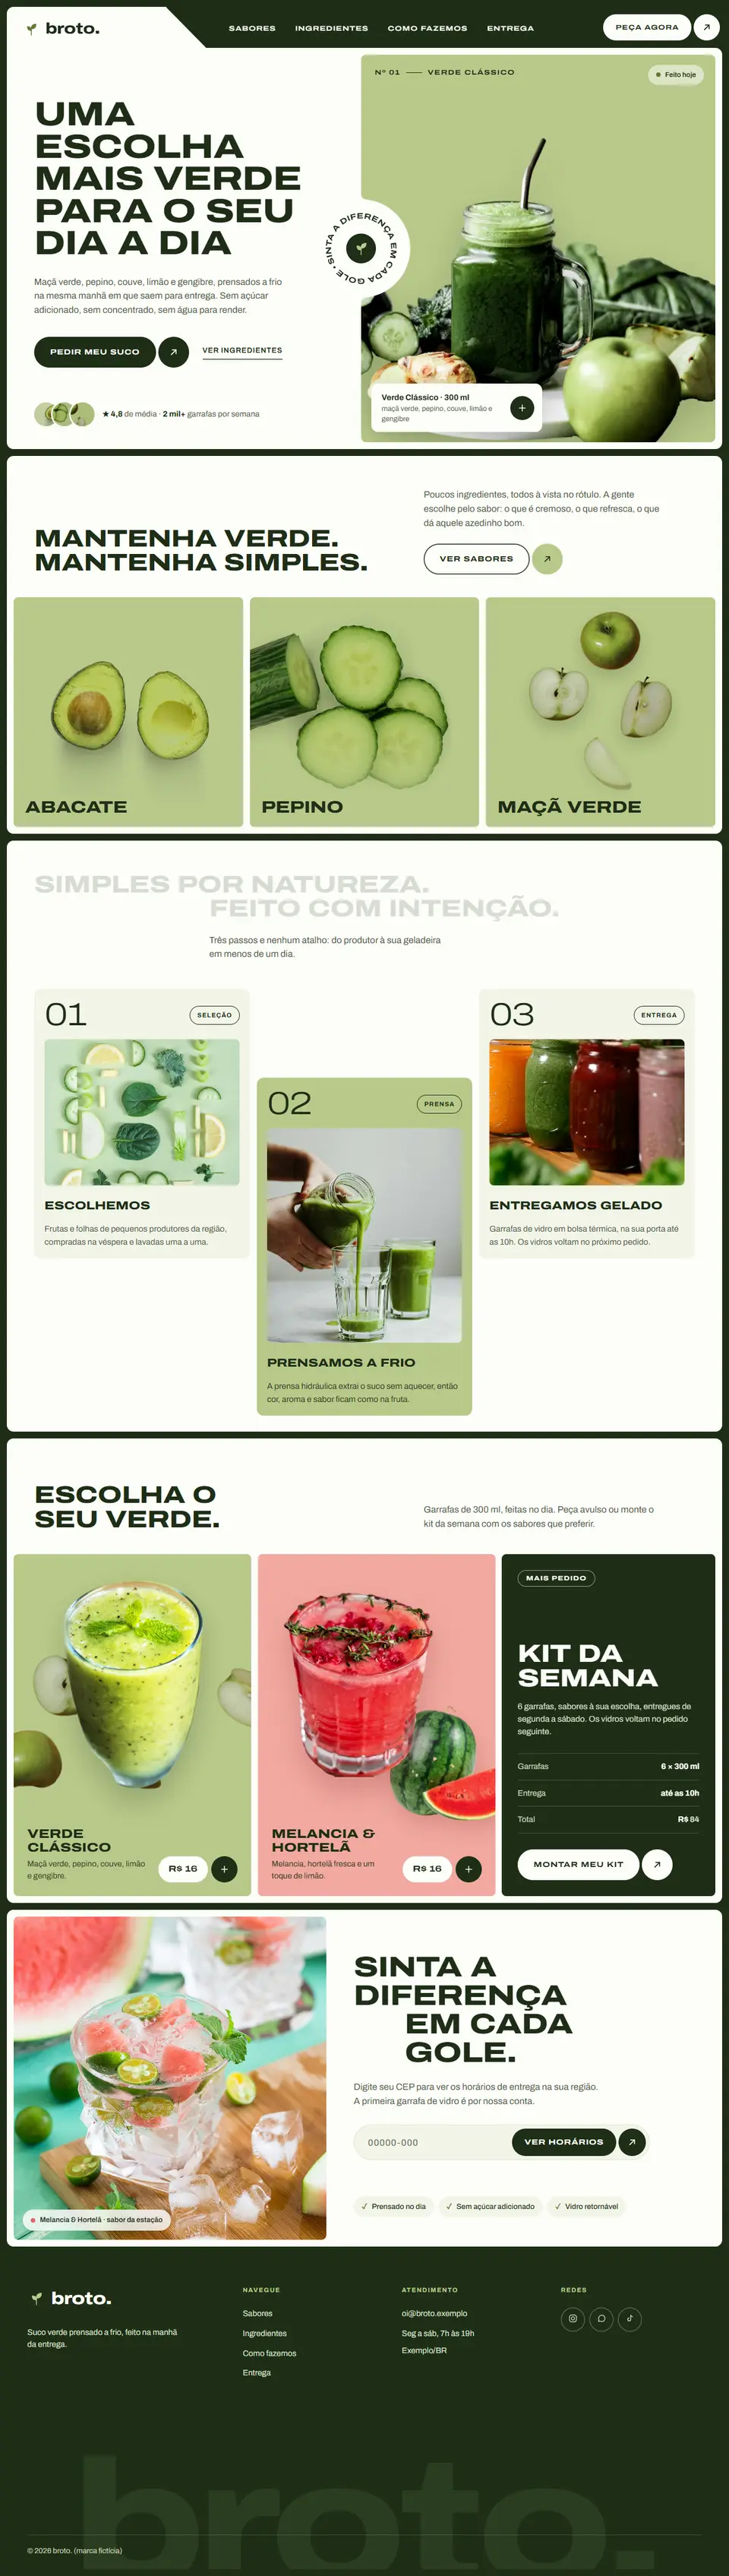 broto.
SABORES INGREDIENTES COMO FAZEMOS ENTREGA
PEÇA AGORA
Nº 01 VERDE CLÁSSICO
Feito hoje
UMA
ESCOLHA
MAIS VERDE
PARA O SEU
DIA A DIA
SINTA A DIFERENÇA EM CADA GOLE •
Maçã verde, pepino, couve, limão e gengibre, prensados a frio
na mesma manhã em que saem para entrega. Sem açúcar
adicionado, sem concentrado, sem água para render.
PEDIR MEU SUCO
VER INGREDIENTES
★ 4,8 de média · 2 mil+ garrafas por semana
Verde Clássico · 300 ml
maçã verde, pepino, couve, limão e
gengibre
Poucos ingredientes, todos à vista no rótulo. A gente
escolhe pelo sabor: o que é cremoso, o que refresca, o que
dá aquele azedinho bom.
MANTENHA VERDE.
MANTENHA SIMPLES.
VER SABORES
ABACATE
PEPINO
MAÇÃ VERDE
SIMPLES POR NATUREZA.
FEITO COM INTENÇÃO.
Três passos e nenhum atalho: do produtor à sua geladeira
em menos de um dia.
01
SELEÇÃO
ESCOLHEMOS
Frutas e folhas de pequenos produtores da região,
compradas na véspera e lavadas uma a uma.
02
PRENSA
PRENSAMOS A FRIO
A prensa hidráulica extrai o suco sem aquecer, então
cor, aroma e sabor ficam como na fruta.
03
ENTREGA
ENTREGAMOS GELADO
Garrafas de vidro em bolsa térmica, na sua porta até
as 10h. Os vidros voltam no próximo pedido.
ESCOLHA O
SEU VERDE.
Garrafas de 300 ml, feitas no dia. Peça avulso ou monte o
kit da semana com os sabores que preferir.
VERDE
CLÁSSICO
Maçã verde, pepino, couve, limão
e gengibre.
R$ 16
+
MELANCIA &
HORTELÃ
Melancia, hortelã fresca e um
toque de limão.
R$ 16
+
MAIS PEDIDO
KIT DA
SEMANA
6 garrafas, sabores à sua escolha, entregues de
segunda a sábado. Os vidros voltam no pedido
seguinte.
Garrafas 6 × 300 ml
Entrega até as 10h
Total R$ 84
MONTAR MEU KIT
Melancia & Hortelã · sabor da estação
SINTA A
DIFERENÇA
EM CADA
GOLE.
Digite seu CEP para ver os horários de entrega na sua região.
A primeira garrafa de vidro é por nossa conta.
00000-000
VER HORÁRIOS
✓ Prensado no dia
✓ Sem açúcar adicionado
✓ Vidro retornável
broto.
Suco verde prensado a frio, feito na manhã
da entrega.
NAVEGUE
Sabores
Ingredientes
Como fazemos
Entrega
ATENDIMENTO
oi@broto.exemplo
Seg a sáb, 7h às 19h
Exemplo/BR
REDES
broto.
© 2026 broto. (marca fictícia)